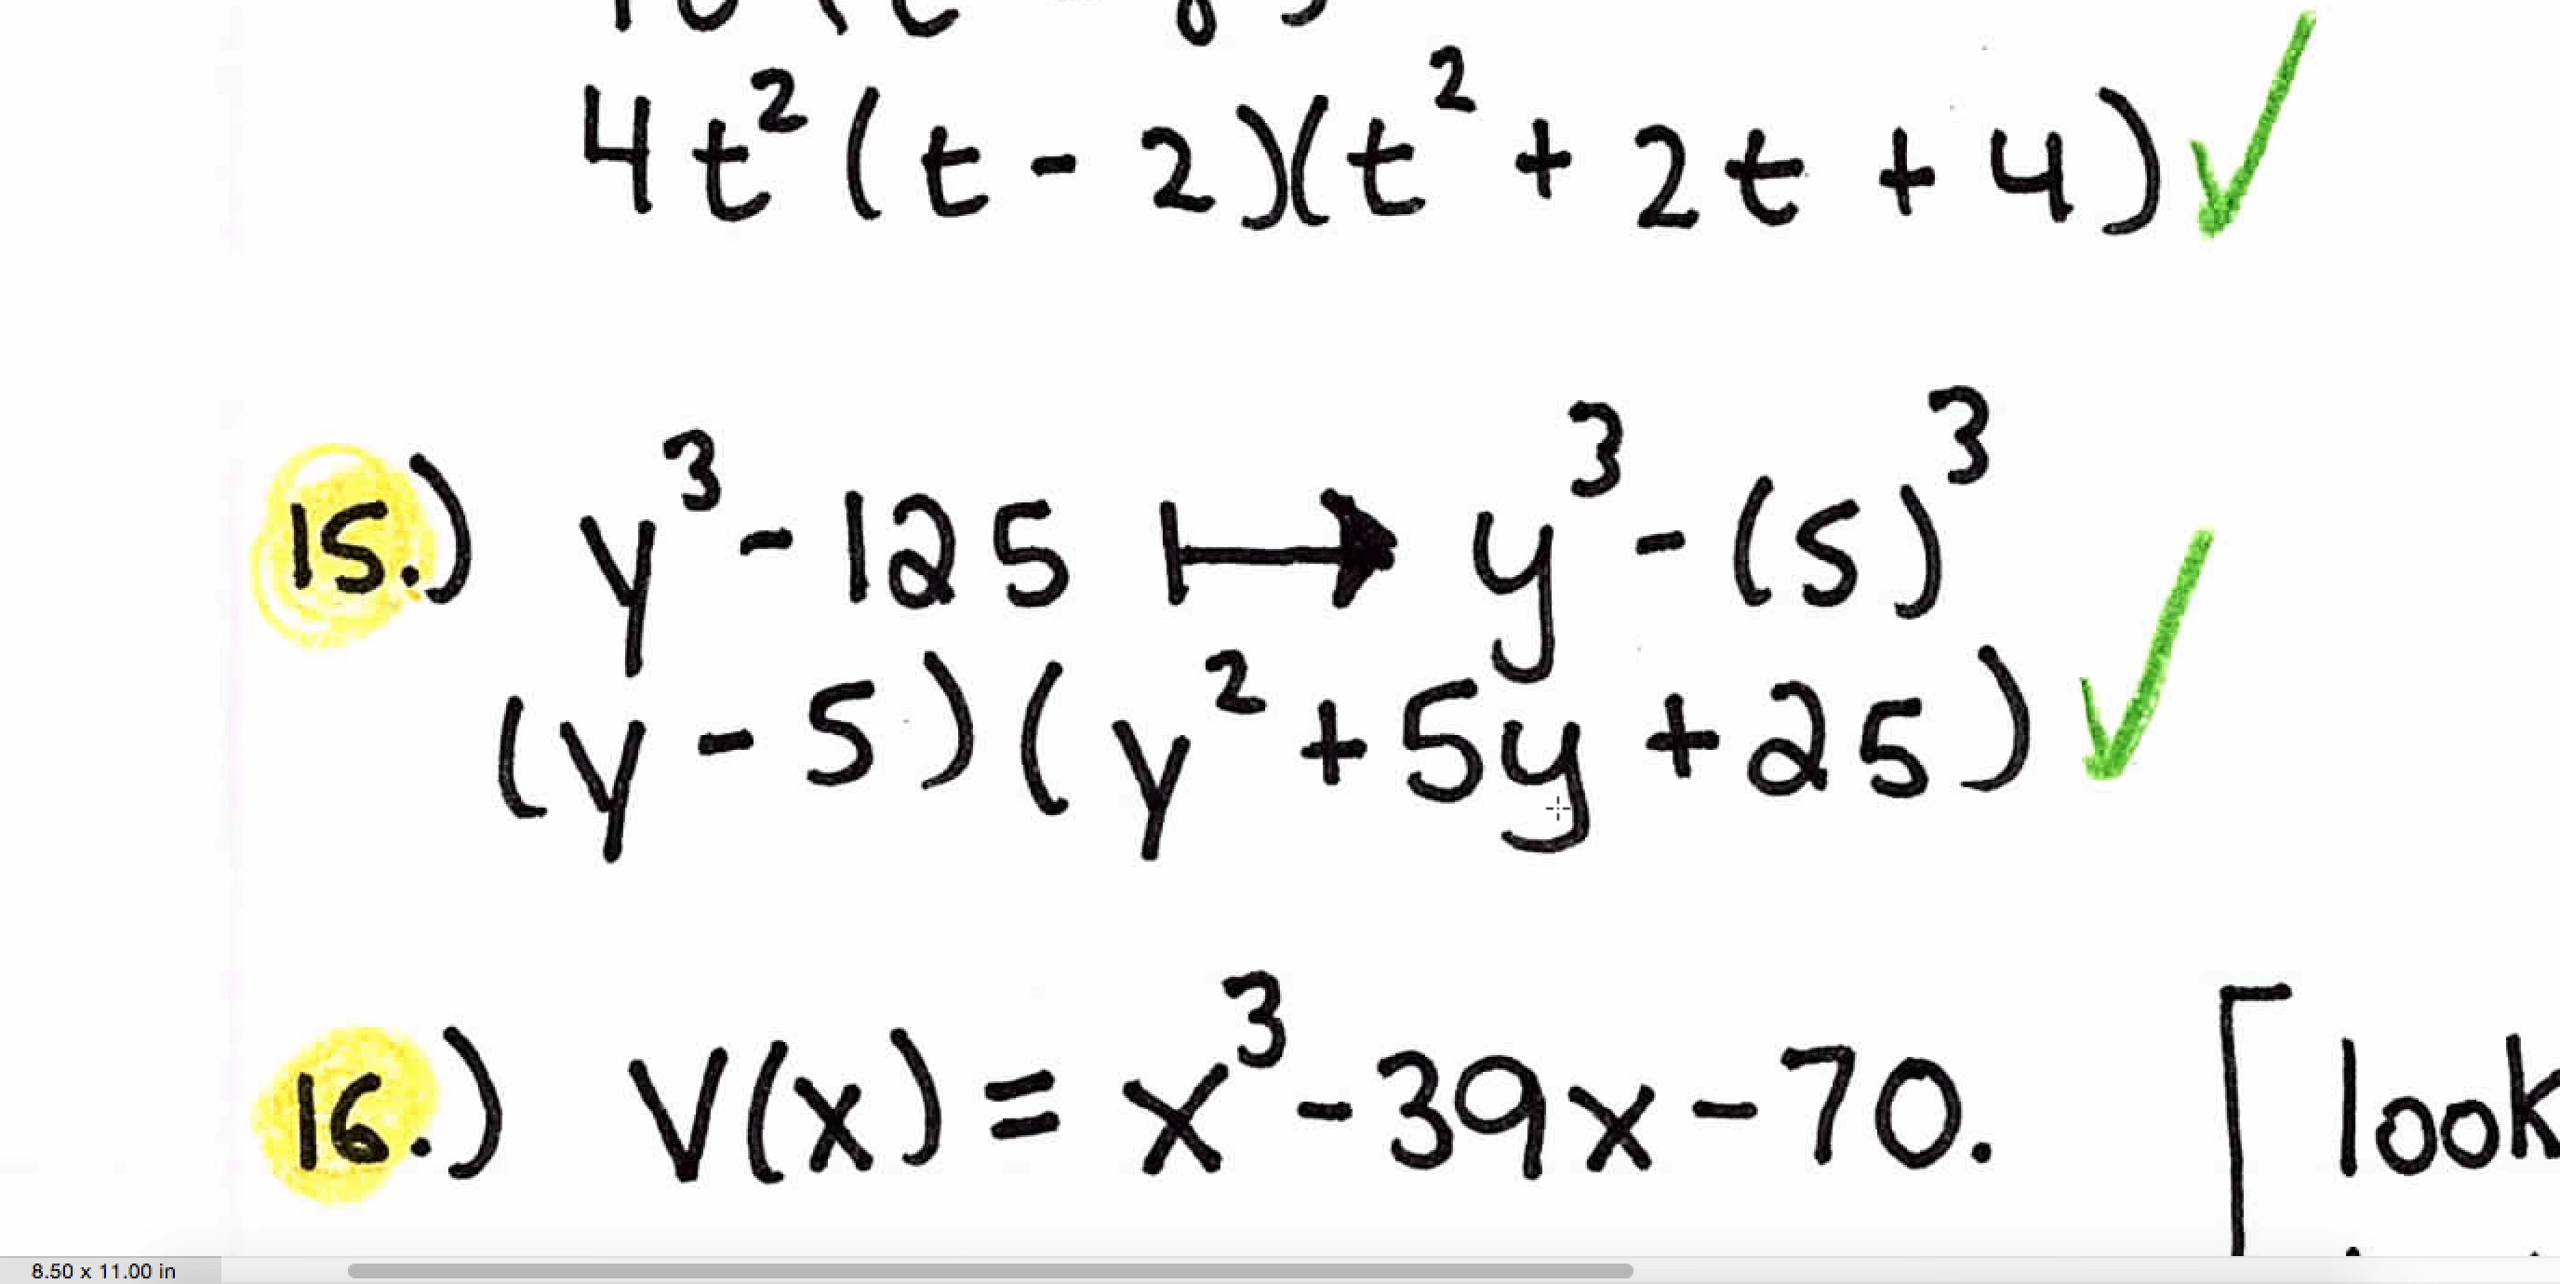 4t²(t - 2)(t² + 2t + 4) ✓
15.) y³ - 125 ↦ y³ - (5)³
(y - 5)(y² + 5y + 25) ✓
16.) V(x) = x³ - 39x - 70. [ look
8.50 x 11.00 in